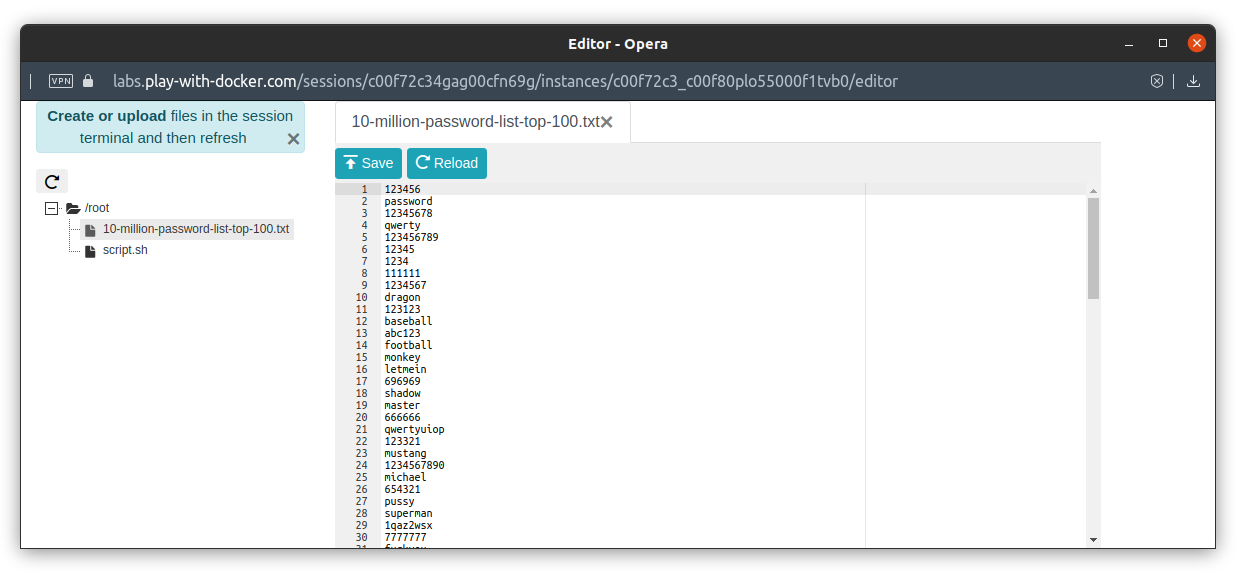 Editor - Opera
VPN
labs.play-with-docker.com/sessions/c00f72c34gag00cfn69g/instances/c00f72c3_c00f80plo55000f1tvb0/editor
Create or upload files in the session
terminal and then refresh
/root
10-million-password-list-top-100.txt
script.sh
10-million-password-list-top-100.txt
Save
Reload
1 123456
2 password
3 12345678
4 qwerty
5 123456789
6 12345
7 1234
8 111111
9 1234567
10 dragon
11 123123
12 baseball
13 abc123
14 football
15 monkey
16 letmein
17 696969
18 shadow
19 master
20 666666
21 qwertyuiop
22 123321
23 mustang
24 1234567890
25 michael
26 654321
27 pussy
28 superman
29 1qaz2wsx
30 7777777